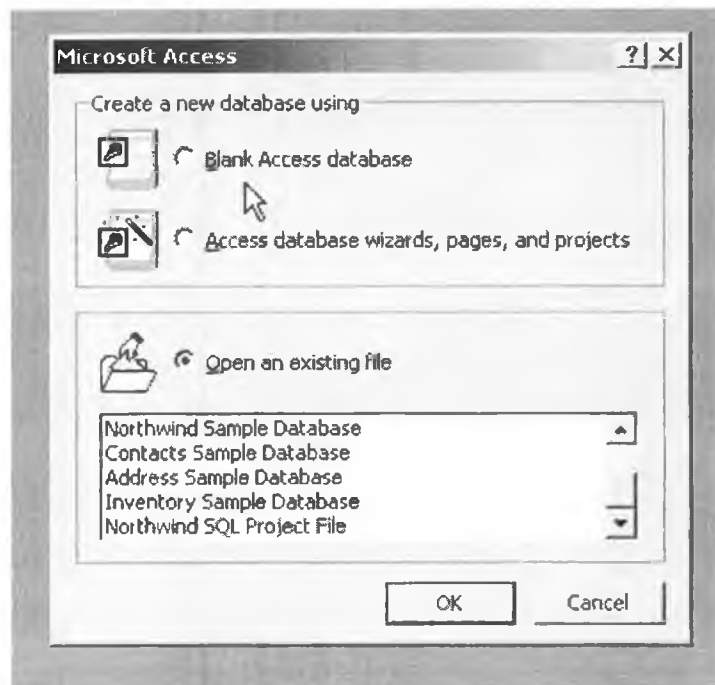 Microsoft Access
Create a new database using
Blank Access database
Access database wizards, pages, and projects
Open an existing file
Northwind Sample Database
Contacts Sample Database
Address Sample Database
Inventory Sample Database
Northwind SQL Project File
OK
Cancel